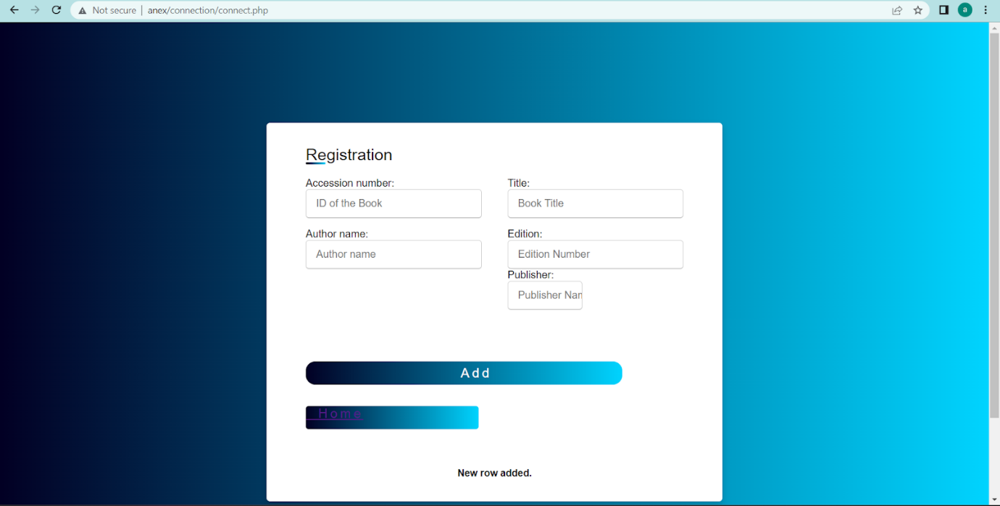 Not secure | anex/connection/connect.php
a
Registration
Accession number:
ID of the Book
Title:
Book Title
Author name:
Author name
Edition:
Edition Number
Publisher:
Publisher Nan
Add
Home
New row added.